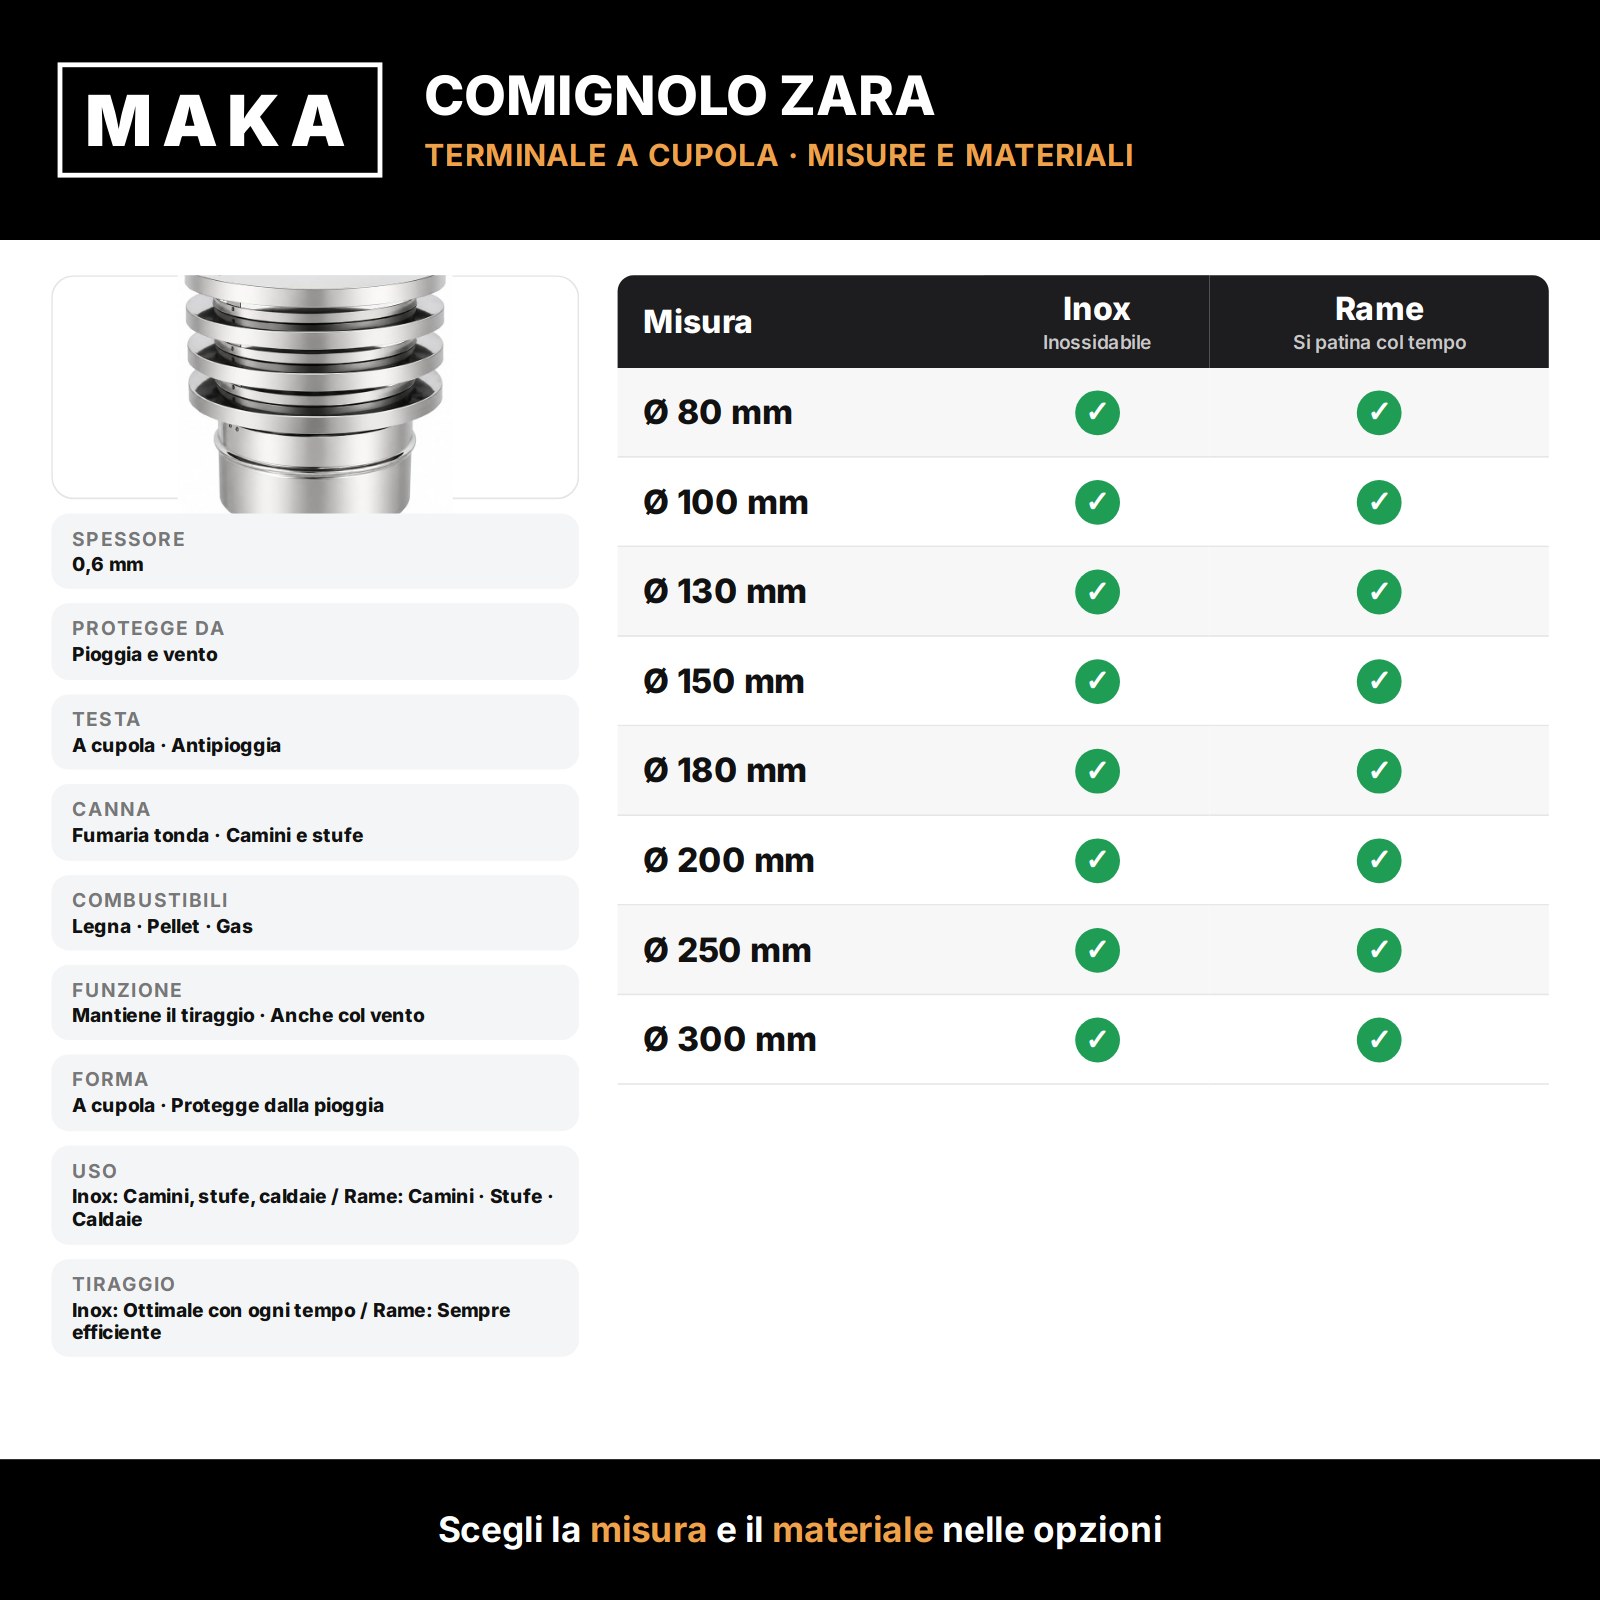 MAKA
COMIGNOLO ZARA
TERMINALE A CUPOLA · MISURE E MATERIALI
SPESSORE
0,6 mm
PROTEGGE DA
Pioggia e vento
TESTA
A cupola · Antipioggia
CANNA
Fumaria tonda · Camini e stufe
COMBUSTIBILI
Legna · Pellet · Gas
FUNZIONE
Mantiene il tiraggio · Anche col vento
FORMA
A cupola · Protegge dalla pioggia
USO
Inox: Camini, stufe, caldaie / Rame: Camini · Stufe ·
Caldaie
TIRAGGIO
Inox: Ottimale con ogni tempo / Rame: Sempre
efficiente
Misura Inox Rame
Inossidabile Si patina col tempo
Ø 80 mm ✓ ✓
Ø 100 mm ✓ ✓
Ø 130 mm ✓ ✓
Ø 150 mm ✓ ✓
Ø 180 mm ✓ ✓
Ø 200 mm ✓ ✓
Ø 250 mm ✓ ✓
Ø 300 mm ✓ ✓
Scegli la misura e il materiale nelle opzioni